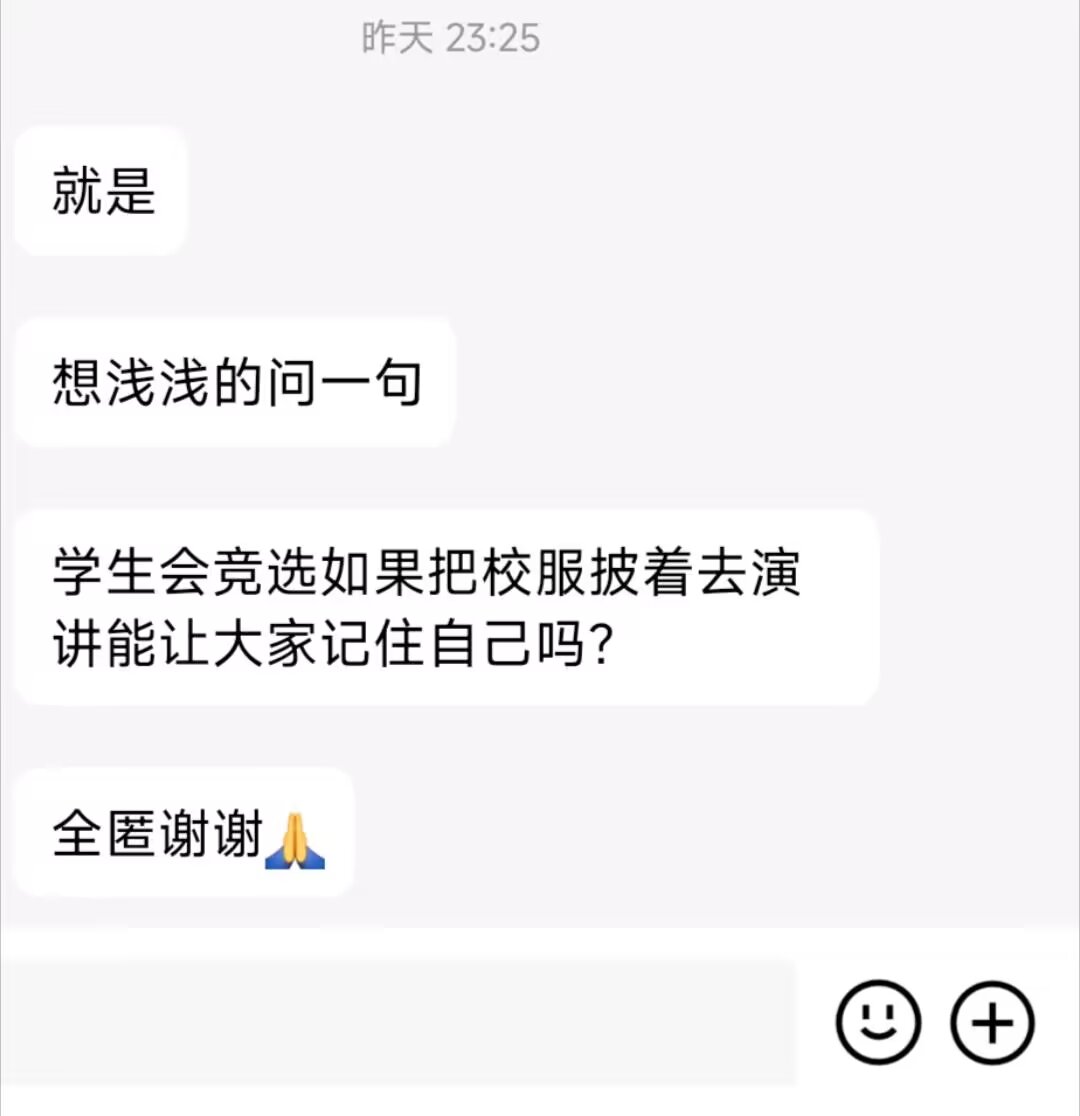 昨天 23:25
就是
想浅浅的问一句
学生会竞选如果把校服披着去演
讲能让大家记住自己吗？
全匿谢谢🙏